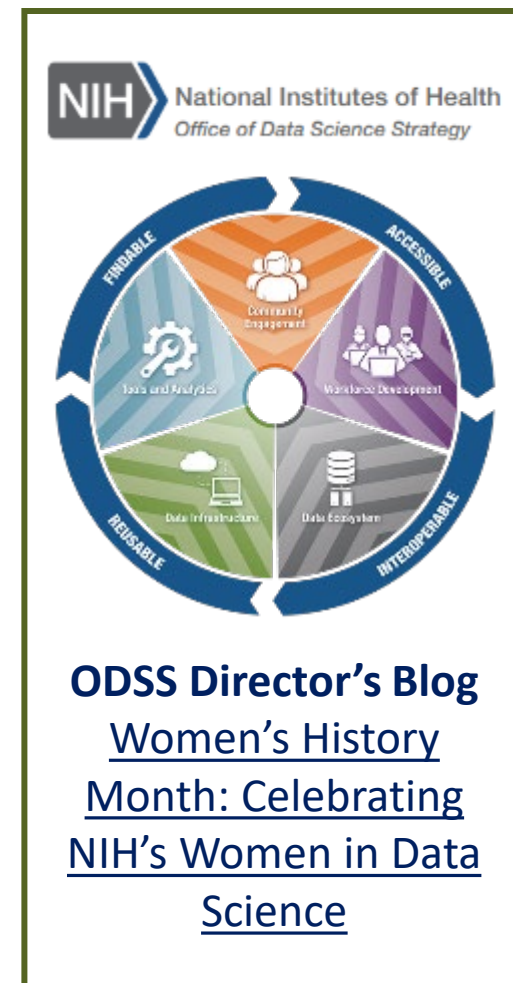 NIH
National Institutes of Health
Office of Data Science Strategy
FINDABLE
ACCESSIBLE
Community
Engagement
Tools and Analytics
Workforce Development
Data Infrastructure
Data Ecosystem
REUSABLE
INTEROPERABLE
ODSS Director’s Blog
Women’s History
Month: Celebrating
NIH’s Women in Data
Science